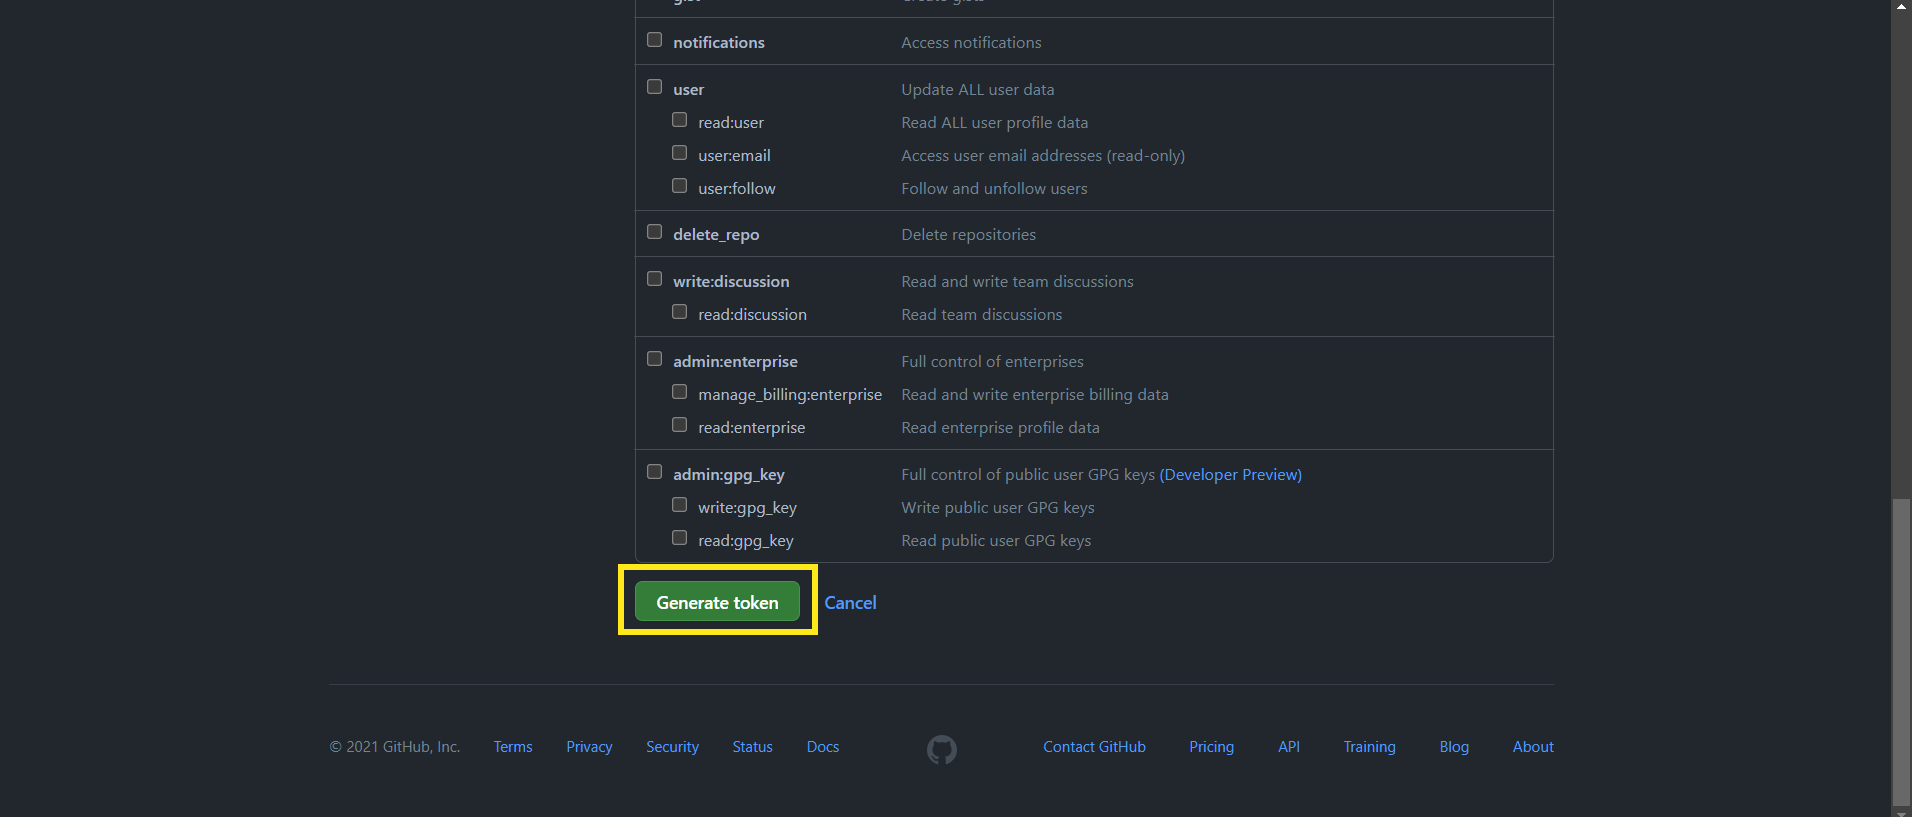 gist Create gists
notifications Access notifications
user Update ALL user data
read:user Read ALL user profile data
user:email Access user email addresses (read-only)
user:follow Follow and unfollow users
delete_repo Delete repositories
write:discussion Read and write team discussions
read:discussion Read team discussions
admin:enterprise Full control of enterprises
manage_billing:enterprise Read and write enterprise billing data
read:enterprise Read enterprise profile data
admin:gpg_key Full control of public user GPG keys (Developer Preview)
write:gpg_key Write public user GPG keys
read:gpg_key Read public user GPG keys
Generate token Cancel
© 2021 GitHub, Inc. Terms Privacy Security Status Docs Contact GitHub Pricing API Training Blog About